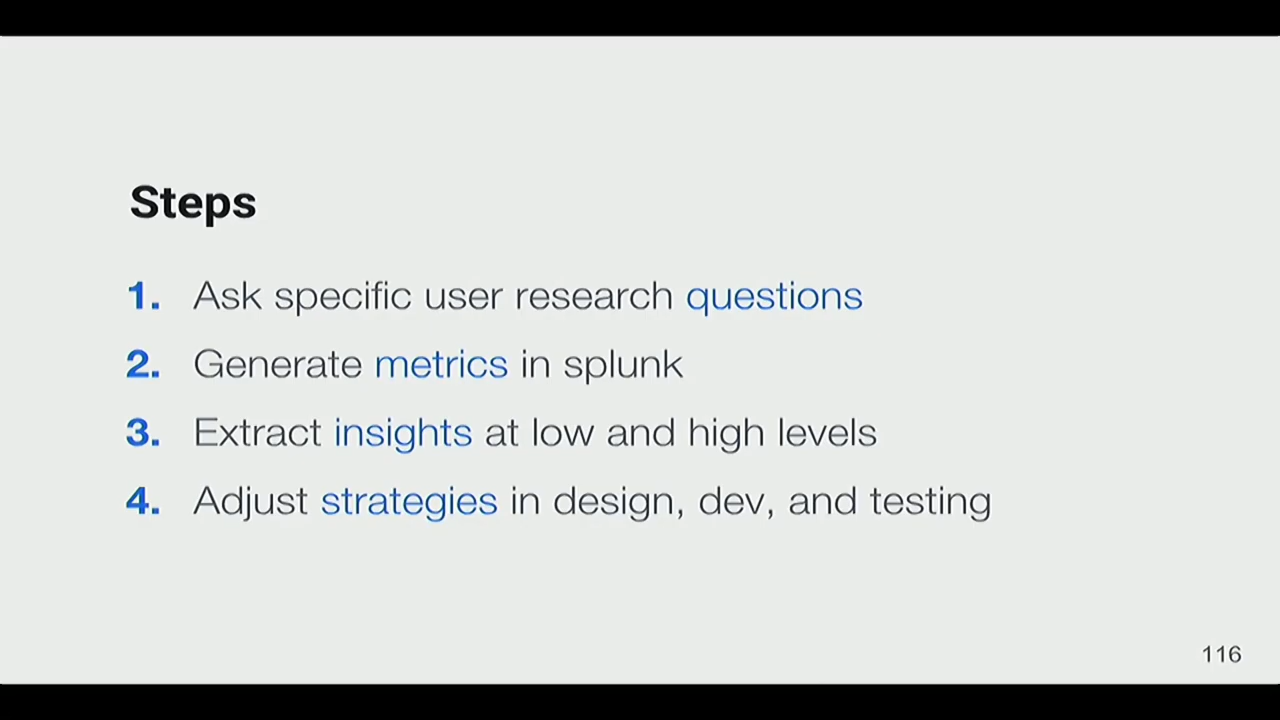 Steps
1. Ask specific user research questions
2. Generate metrics in splunk
3. Extract insights at low and high levels
4. Adjust strategies in design, dev, and testing
116